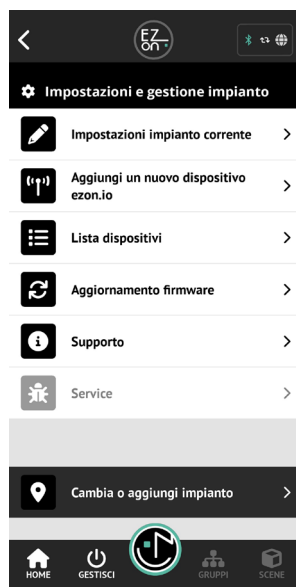 EZ
on
Impostazioni e gestione impianto
Impostazioni impianto corrente
Aggiungi un nuovo dispositivo
ezon.io
Lista dispositivi
Aggiornamento firmware
Supporto
Service
Cambia o aggiungi impianto
HOME
GESTISCI
GRUPPI
SCENE